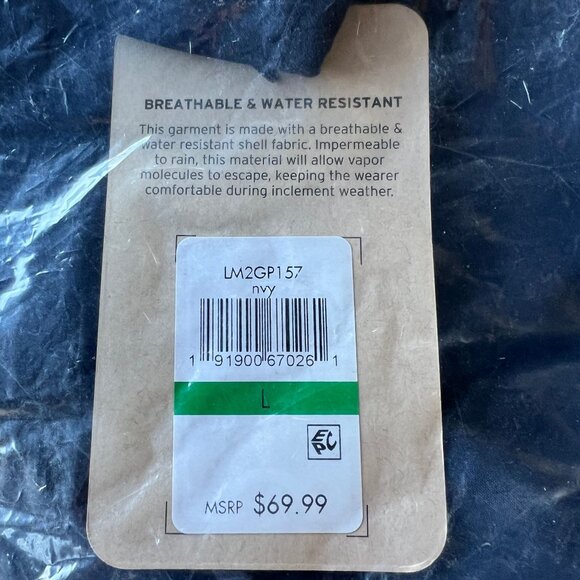 BREATHABLE & WATER RESISTANT
This garment is made with a breathable &
water resistant shell fabric. Impermeable
to rain, this material will allow vapor
molecules to escape, keeping the wearer
comfortable during inclement weather.
LM2GP157
nvy
1 91900 67026 1
L
EPC
MSRP $69.99